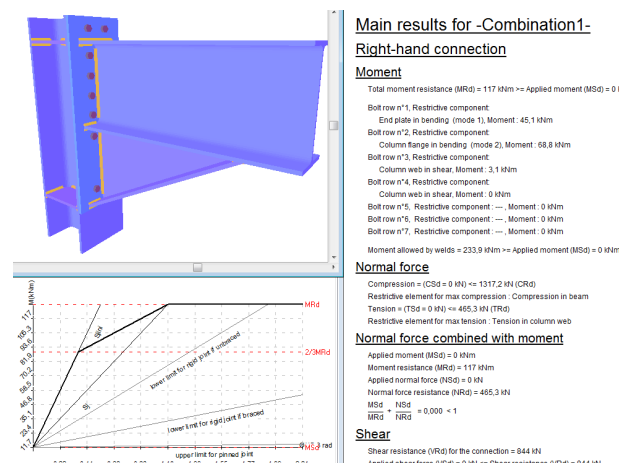 Main results for -Combination1-
Right-hand connection
Moment
Total moment resistance (MRd) = 117 kNm >= Applied moment (MSd) = 0
Bolt row n°1, Restrictive component:
End plate in bending (mode 1), Moment : 45,1 kNm
Bolt row n°2, Restrictive component:
Column flange in bending (mode 2), Moment : 68,8 kNm
Bolt row n°3, Restrictive component:
Column web in shear, Moment : 3,1 kNm
Bolt row n°4, Restrictive component:
Column web in shear, Moment : 0 kNm
Bolt row n°5, Restrictive component : --- , Moment : 0 kNm
Bolt row n°6, Restrictive component : --- , Moment : 0 kNm
Bolt row n°7, Restrictive component : --- , Moment : 0 kNm
Moment allowed by welds = 233,9 kNm >= Applied moment (MSd) = 0 kNm
Normal force
Compression = (CSd = 0 kN) <= 1317,2 kN (CRd)
Restrictive element for max compression : Compression in beam
Tension = (TSd = 0 kN) <= 465,3 kN (TRd)
Restrictive element for max tension : Tension in column web
Normal force combined with moment
Applied moment (MSd) = 0 kNm
Moment resistance (MRd) = 117 kNm
Applied normal force (NSd) = 0 kN
Normal force resistance (NRd) = 465,3 kN
MSd NSd
+ = 0,000 < 1
MRd NRd
Shear
Shear resistance (VRd) for the connection = 844 kN
M(kNm)
117
105,3
93,6
81,9
70,2
58,5
46,8
35,1
23,4
11,7
MRd
2/3MRd
MSd
rad
Sjini
Sj
lower limit for rigid joint if unbraced
lower limit for rigid joint if braced
upper limit for pinned joint